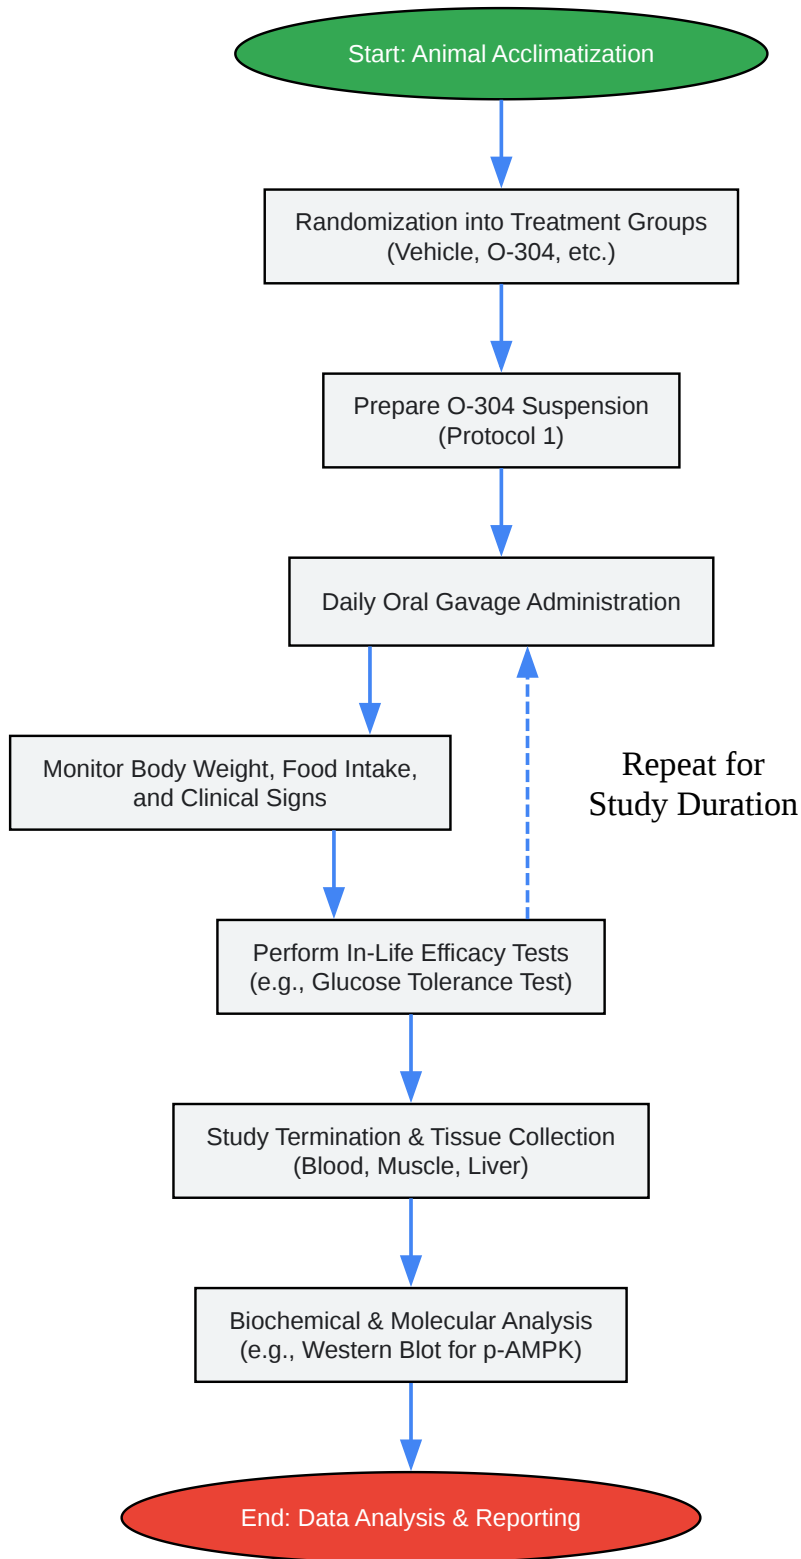 Start: Animal Acclimatization
Randomization into Treatment Groups
(Vehicle, O-304, etc.)
Prepare O-304 Suspension
(Protocol 1)
Daily Oral Gavage Administration
Monitor Body Weight, Food Intake,
and Clinical Signs
Repeat for
Study Duration
Perform In-Life Efficacy Tests
(e.g., Glucose Tolerance Test)
Study Termination & Tissue Collection
(Blood, Muscle, Liver)
Biochemical & Molecular Analysis
(e.g., Western Blot for p-AMPK)
End: Data Analysis & Reporting